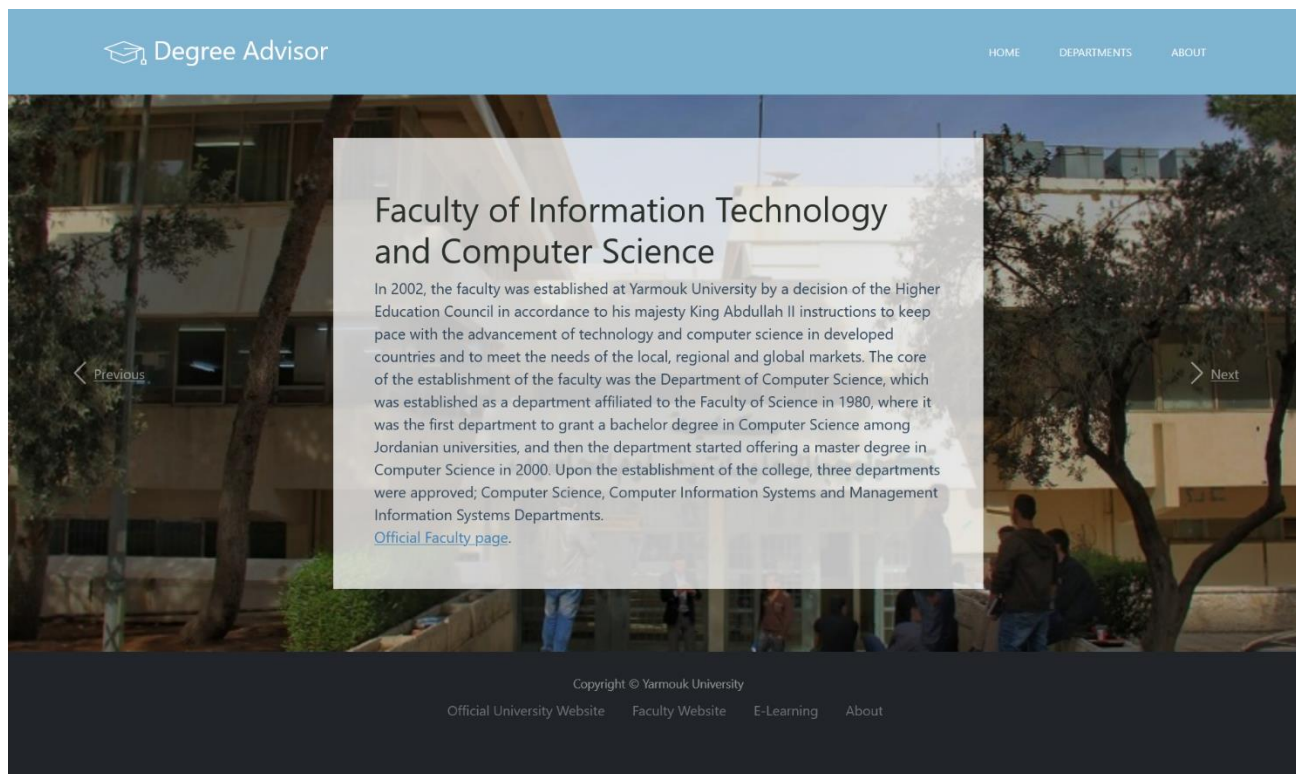 Degree Advisor
HOME DEPARTMENTS ABOUT
Faculty of Information Technology
and Computer Science
In 2002, the faculty was established at Yarmouk University by a decision of the Higher
Education Council in accordance to his majesty King Abdullah II instructions to keep
pace with the advancement of technology and computer science in developed
countries and to meet the needs of the local, regional and global markets. The core
of the establishment of the faculty was the Department of Computer Science, which
was established as a department affiliated to the Faculty of Science in 1980, where it
was the first department to grant a bachelor degree in Computer Science among
Jordanian universities, and then the department started offering a master degree in
Computer Science in 2000. Upon the establishment of the college, three departments
were approved; Computer Science, Computer Information Systems and Management
Information Systems Departments.
Official Faculty page.
Previous
Next
Copyright © Yarmouk University
Official University Website Faculty Website E-Learning About